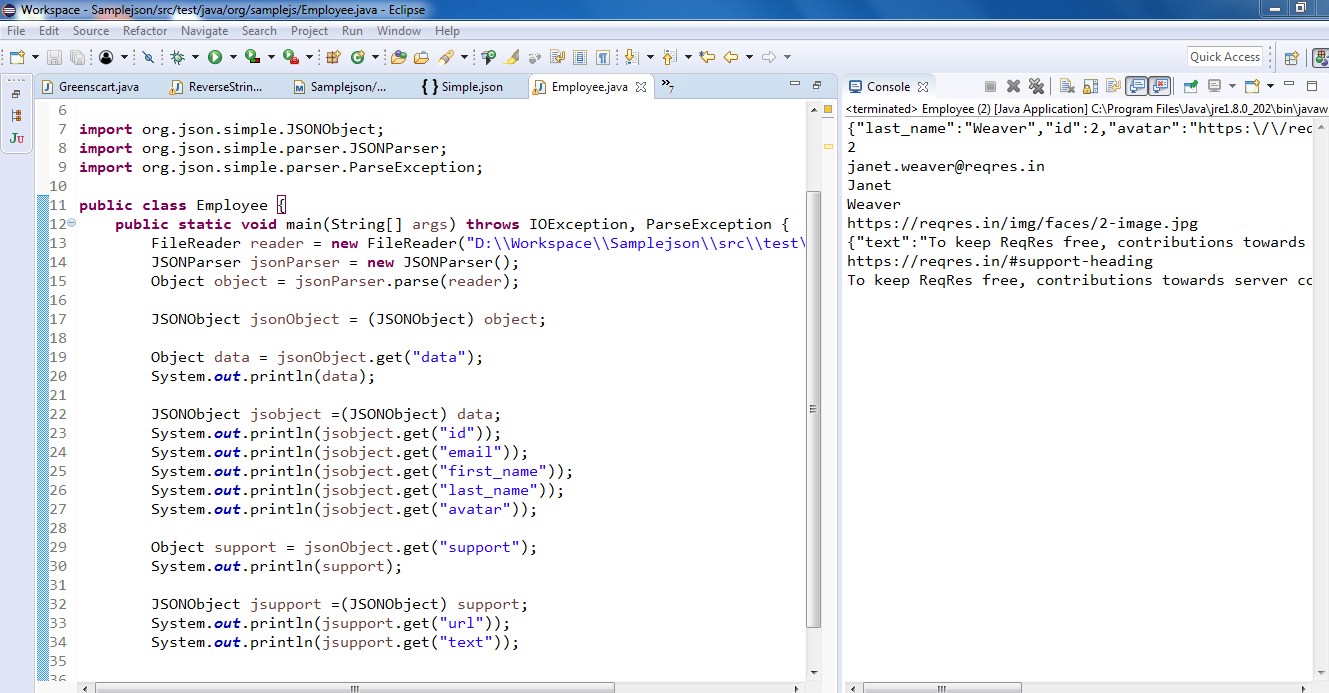 Workspace - Samplejson/src/test/java/org/samplejs/Employee.java - Eclipse
File Edit Source Refactor Navigate Search Project Run Window Help
Quick Access
Greenscart.java ReverseStrin... Samplejson/... Simple.json Employee.java »7
6
7 import org.json.simple.JSONObject;
8 import org.json.simple.parser.JSONParser;
9 import org.json.simple.parser.ParseException;
10
11 public class Employee {
12 public static void main(String[] args) throws IOException, ParseException {
13 FileReader reader = new FileReader("D:\\Workspace\\Samplejson\\src\\test\
14 JSONParser jsonParser = new JSONParser();
15 Object object = jsonParser.parse(reader);
16
17 JSONObject jsonObject = (JSONObject) object;
18
19 Object data = jsonObject.get("data");
20 System.out.println(data);
21
22 JSONObject jsobject =(JSONObject) data;
23 System.out.println(jsobject.get("id"));
24 System.out.println(jsobject.get("email"));
25 System.out.println(jsobject.get("first_name"));
26 System.out.println(jsobject.get("last_name"));
27 System.out.println(jsobject.get("avatar"));
28
29 Object support = jsonObject.get("support");
30 System.out.println(support);
31
32 JSONObject jsupport =(JSONObject) support;
33 System.out.println(jsupport.get("url"));
34 System.out.println(jsupport.get("text"));
35
36
Console
<terminated> Employee (2) [Java Application] C:\Program Files\Java\jre1.8.0_202\bin\javaw
{"last_name":"Weaver","id":2,"avatar":"https:\/\/req
2
janet.weaver@reqres.in
Janet
Weaver
https://reqres.in/img/faces/2-image.jpg
{"text":"To keep ReqRes free, contributions towards
https://reqres.in/#support-heading
To keep ReqRes free, contributions towards server co